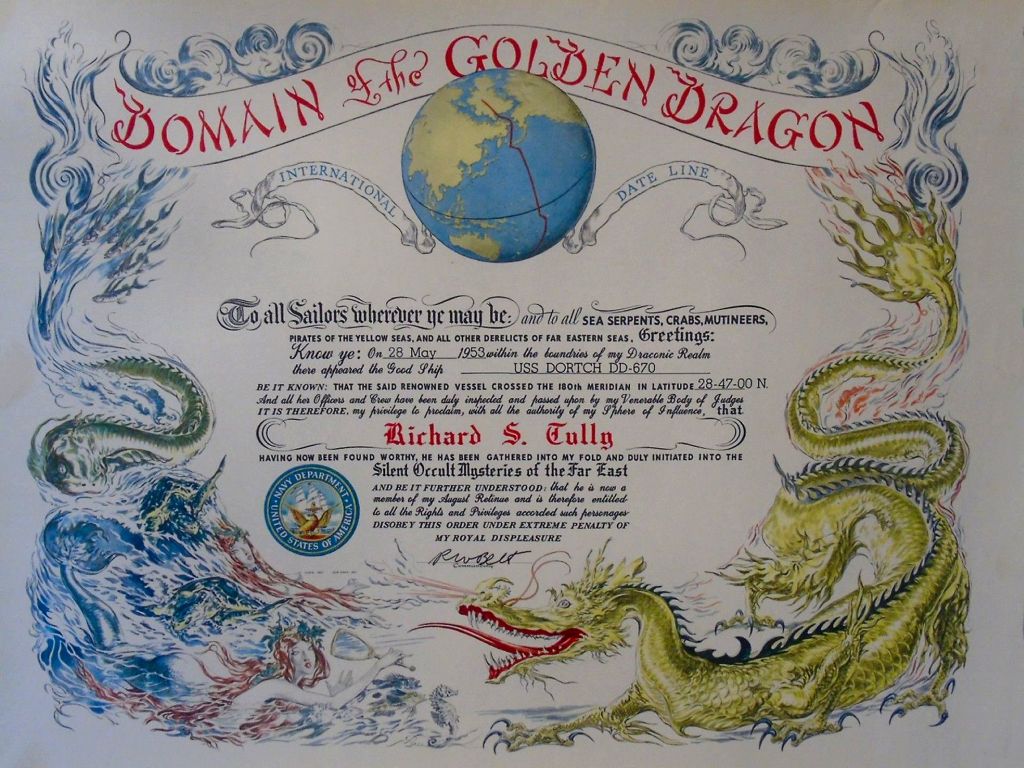 DOMAIN of the GOLDEN DRAGON
INTERNATIONAL DATE LINE
To all Sailors wherever ye may be: and to all SEA SERPENTS, CRABS, MUTINEERS,
PIRATES OF THE YELLOW SEAS, AND ALL OTHER DERELICTS OF FAR EASTERN SEAS, Greetings:
Know ye: On 28 May 1953 within the boundries of my Draconic Realm
there appeared the Good Ship USS DORTCH DD-670
BE IT KNOWN: THAT THE SAID RENOWNED VESSEL CROSSED THE 180th MERIDIAN IN LATITUDE 28-47-00 N.
And all her Officers and Crew have been duly inspected and passed upon by my Venerable Body of Judges
IT IS THEREFORE, my privilege to proclaim, with all the authority of my Sphere of Influence, that
Richard S. Tully
HAVING NOW BEEN FOUND WORTHY, HE HAS BEEN GATHERED INTO MY FOLD AND DULY INITIATED INTO THE
Silent Occult Mysteries of the Far East
AND BE IT FURTHER UNDERSTOOD: that he is now a
member of my August Retinue and is therefore entitled
to all the Rights and Privileges accorded such personages
DISOBEY THIS ORDER UNDER EXTREME PENALTY OF
MY ROYAL DISPLEASURE
NAVY DEPARTMENT
UNITED STATES OF AMERICA